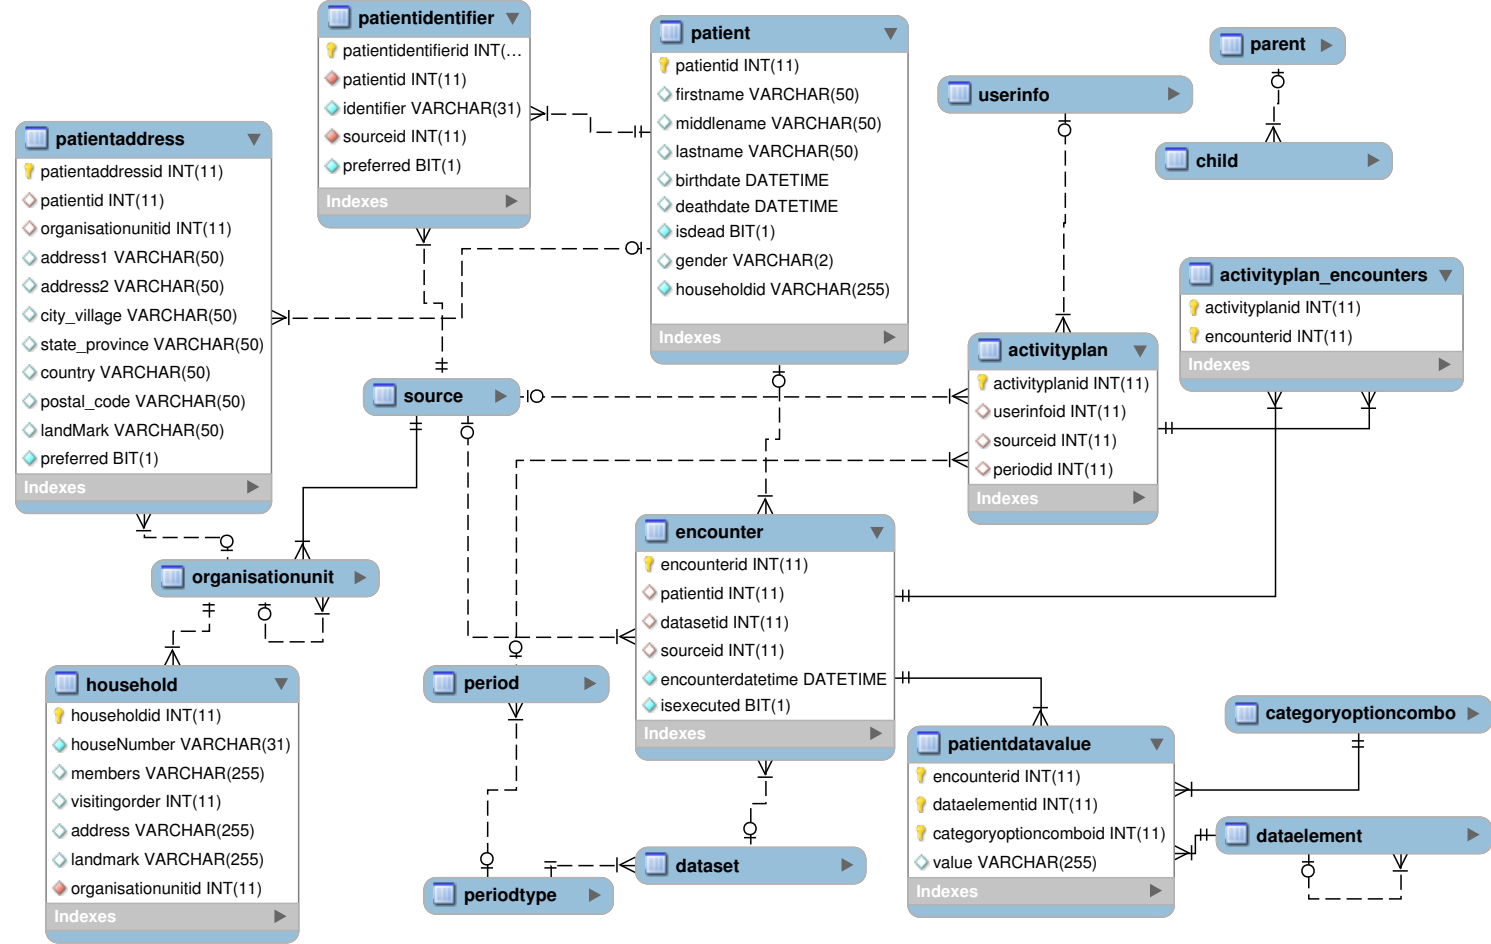 patientidentifier
patientidentifierid INT(...
patientid INT(11)
identifier VARCHAR(31)
sourceid INT(11)
preferred BIT(1)
Indexes
patient
patientid INT(11)
firstname VARCHAR(50)
middlename VARCHAR(50)
lastname VARCHAR(50)
birthdate DATETIME
deathdate DATETIME
isdead BIT(1)
gender VARCHAR(2)
householdid VARCHAR(255)
Indexes
parent
userinfo
child
patientaddress
patientaddressid INT(11)
patientid INT(11)
organisationunitid INT(11)
address1 VARCHAR(50)
address2 VARCHAR(50)
city_village VARCHAR(50)
state_province VARCHAR(50)
country VARCHAR(50)
postal_code VARCHAR(50)
landMark VARCHAR(50)
preferred BIT(1)
Indexes
activityplan_encounters
activityplanid INT(11)
encounterid INT(11)
Indexes
activityplan
activityplanid INT(11)
userinfoid INT(11)
sourceid INT(11)
periodid INT(11)
Indexes
source
organisationunit
encounter
encounterid INT(11)
patientid INT(11)
datasetid INT(11)
sourceid INT(11)
encounterdatetime DATETIME
isexecuted BIT(1)
Indexes
household
householdid INT(11)
houseNumber VARCHAR(31)
members VARCHAR(255)
visitingorder INT(11)
address VARCHAR(255)
landmark VARCHAR(255)
organisationunitid INT(11)
Indexes
period
periodtype
dataset
patientdatavalue
encounterid INT(11)
dataelementid INT(11)
categoryoptioncomboid INT(11)
value VARCHAR(255)
Indexes
categoryoptioncombo
dataelement